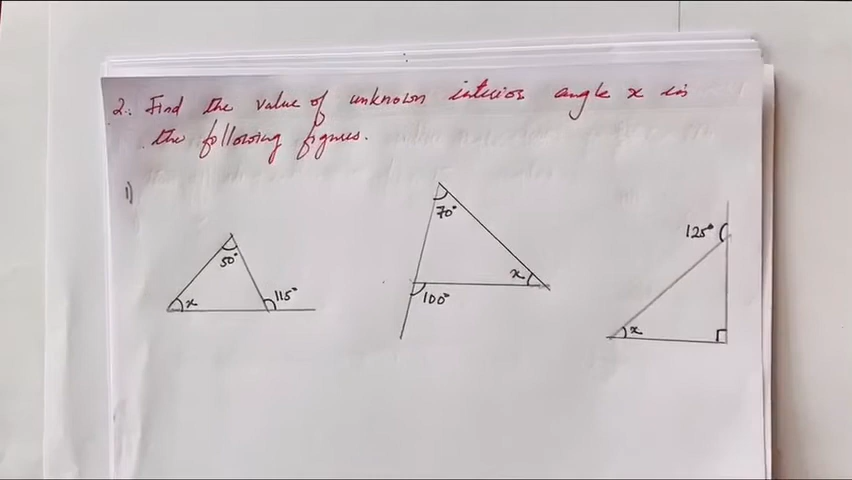 2. Find the value of unknown interior angle x in
the following figures.
1)
50°
x
115°
70°
x
100°
125°
x